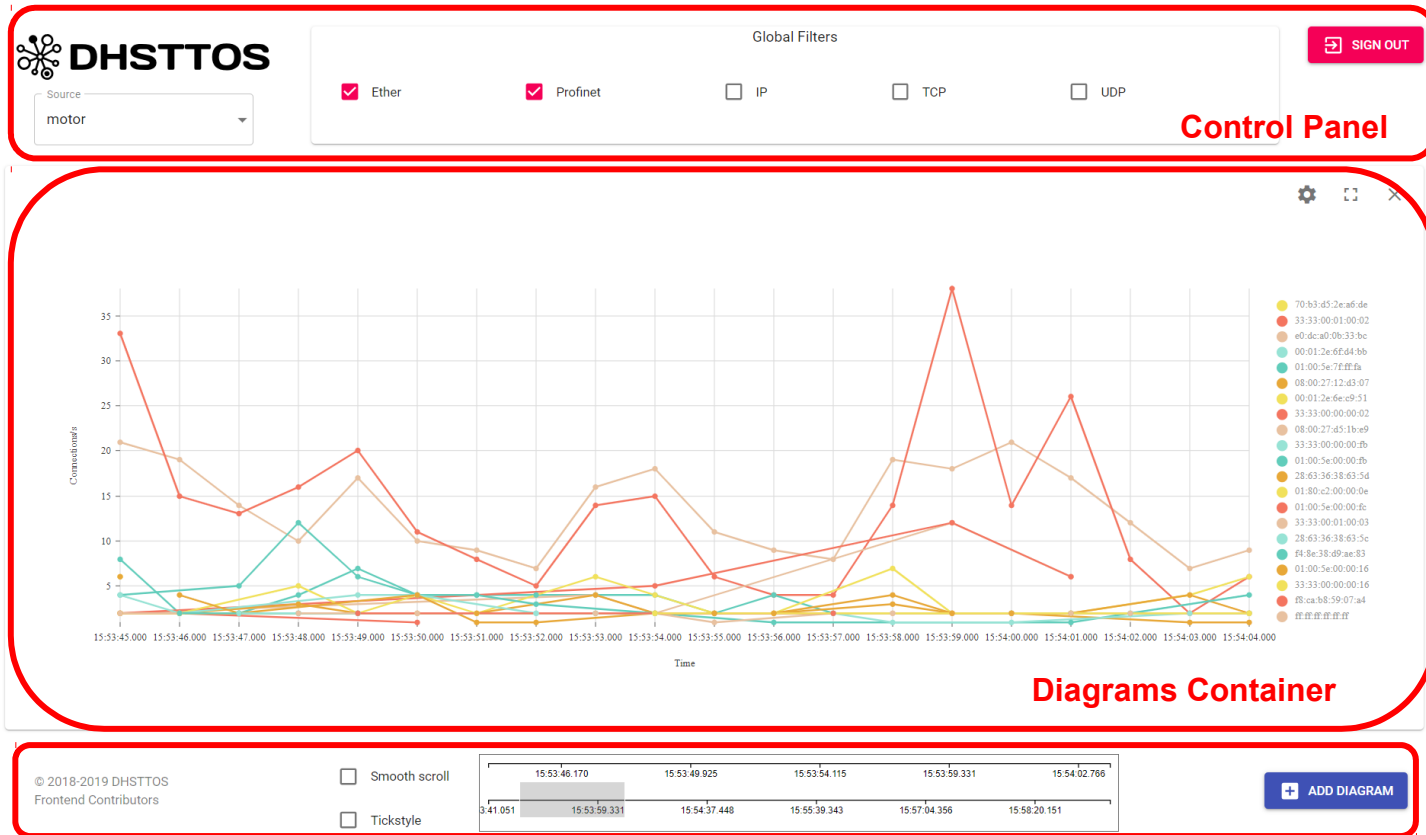 DHSTTOS
Source
motor
Global Filters
Ether
Profinet
IP
TCP
UDP
SIGN OUT
Control Panel
35
30
25
20
15
10
5
Connections/s
15:53:45.000 15:53:46.000 15:53:47.000 15:53:48.000 15:53:49.000 15:53:50.000 15:53:51.000 15:53:52.000 15:53:53.000 15:53:54.000 15:53:55.000 15:53:56.000 15:53:57.000 15:53:58.000 15:53:59.000 15:54:00.000 15:54:01.000 15:54:02.000 15:54:03.000 15:54:04.000
Time
70:b3:d5:2e:a6:de
33:33:00:01:00:02
e0:dc:a0:0b:33:bc
00:01:2e:6f:d4:bb
01:00:5e:7f:ff:fa
08:00:27:12:d3:07
00:01:2e:6e:c9:51
33:33:00:00:00:02
08:00:27:d5:1b:e9
33:33:00:00:00:fb
01:00:5e:00:00:fb
28:63:36:38:63:5d
01:80:c2:00:00:0e
01:00:5e:00:00:fc
33:33:00:01:00:03
28:63:36:38:63:5c
f4:8e:38:d9:ae:83
01:00:5e:00:00:16
33:33:00:00:00:16
f8:ca:b8:59:07:a4
ff:ff:ff:ff:ff:ff
Diagrams Container
© 2018-2019 DHSTTOS
Frontend Contributors
Smooth scroll
Tickstyle
15:53:46.170 15:53:49.925 15:53:54.115 15:53:59.331 15:54:02.766
3:41.051 15:53:59.331 15:54:37.448 15:55:39.343 15:57:04.356 15:58:20.151
ADD DIAGRAM